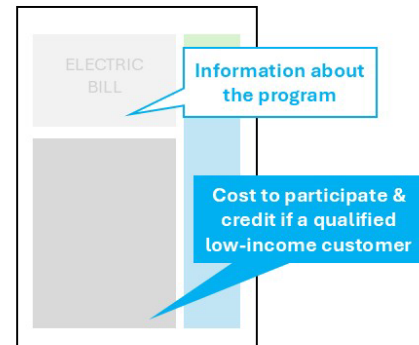 ELECTRIC
BILL
Information about
the program
Cost to participate &
credit if a qualified
low-income customer